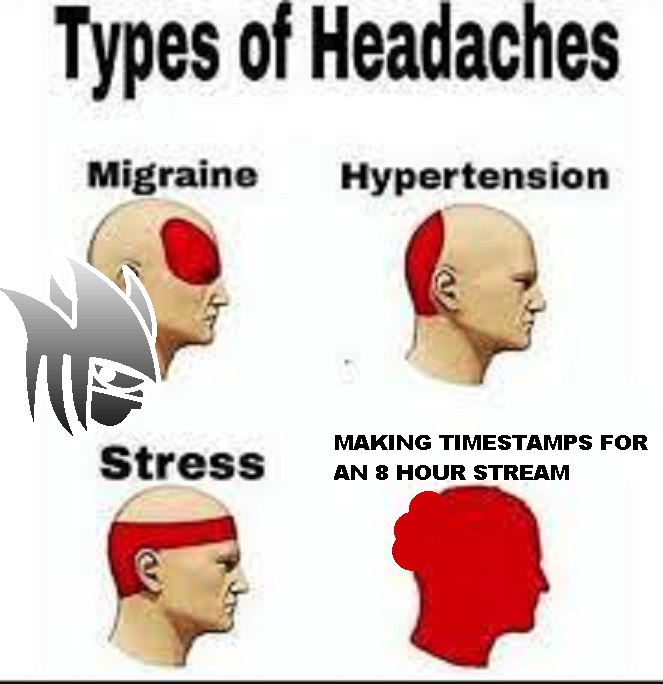 Types of Headaches
Migraine
Hypertension
Stress
MAKING TIMESTAMPS FOR
AN 8 HOUR STREAM